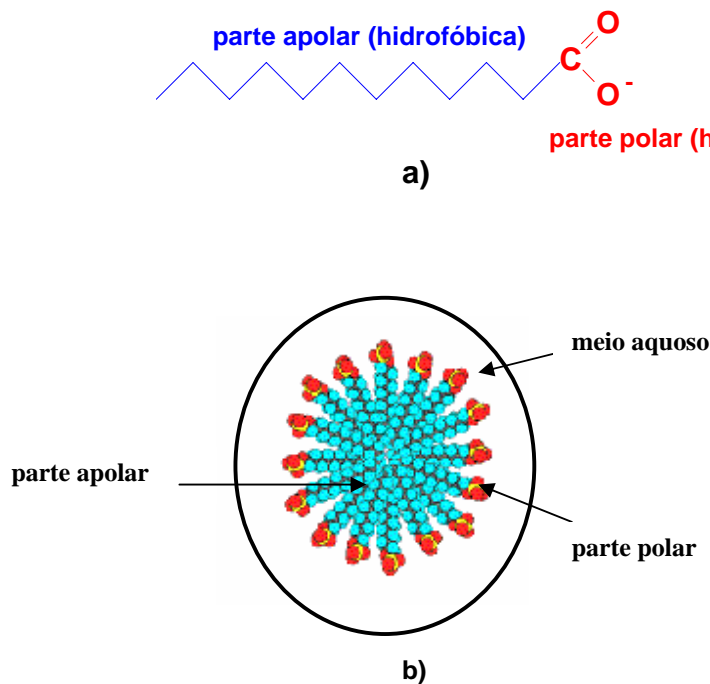 parte apolar (hidrofóbica)
O
C
O -
parte polar (h
a)
meio aquoso
parte apolar
parte polar
b)